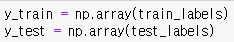 y_train = np.array(train_labels)
y_test = np.array(test_labels)